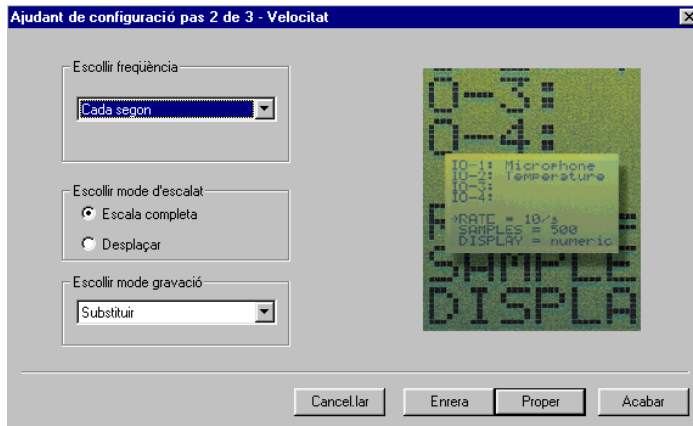 Ajudant de configuració pas 2 de 3 - Velocitat
Escollir freqüència
Cada segon
Escollir mode d'escalat
Escala completa
Desplaçar
Escollir mode gravació
Substituir
O-3:
O-4:
IO-1: Microphone
IO-2: Temperature
IO-3:
IO-4:
→RATE = 10/s
SAMPLES = 500
DISPLAY = numeric
SAMPLE
DISPLA
Cancel.lar
Enrera
Proper
Acabar